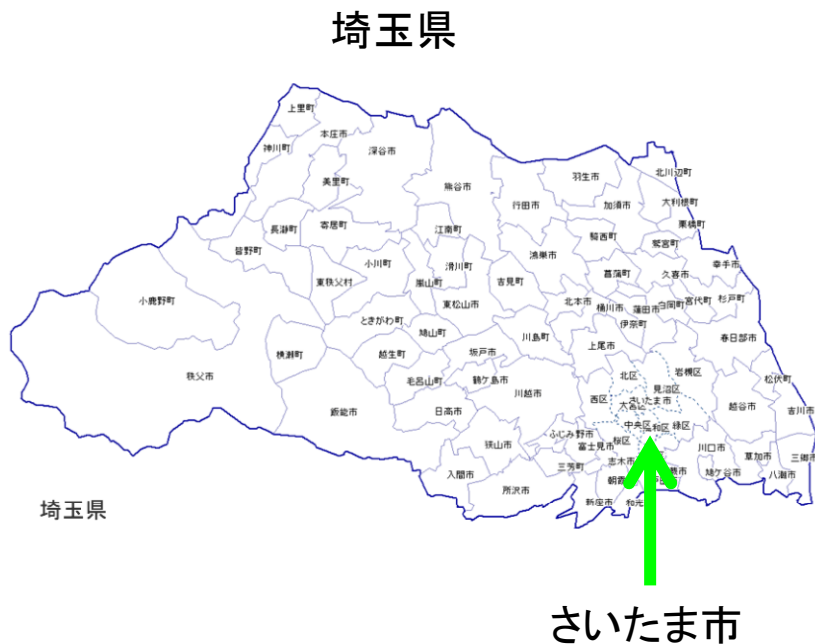 埼玉県
上里町
本庄市
神川町
深谷市
美里町
熊谷市
羽生市
北川辺町
行田市
加須市
大利根町
栗橋町
長瀞町
寄居町
江南町
騎西町
鷲宮町
皆野町
鴻巣市
小川町
滑川町
菖蒲町
久喜市
幸手市
東秩父村
嵐山町
吉見町
小鹿野町
東松山市
北本市
桶川市
蓮田市
白岡町
宮代町
杉戸町
ときがわ町
伊奈町
鳩山町
川島町
春日部市
横瀬町
越生町
坂戸市
上尾市
秩父市
毛呂山町
鶴ケ島市
北区
岩槻区
松伏町
見沼区
川越市
西区
さいたま市
大宮区
越谷市
吉川市
飯能市
日高市
中央区
緑区
ふじみ野市
桜区
狭山市
富士見市
川口市
草加市
三郷市
志木市
三芳町
入間市
鳩ケ谷市
八潮市
所沢市
新座市
埼玉県
さいたま市